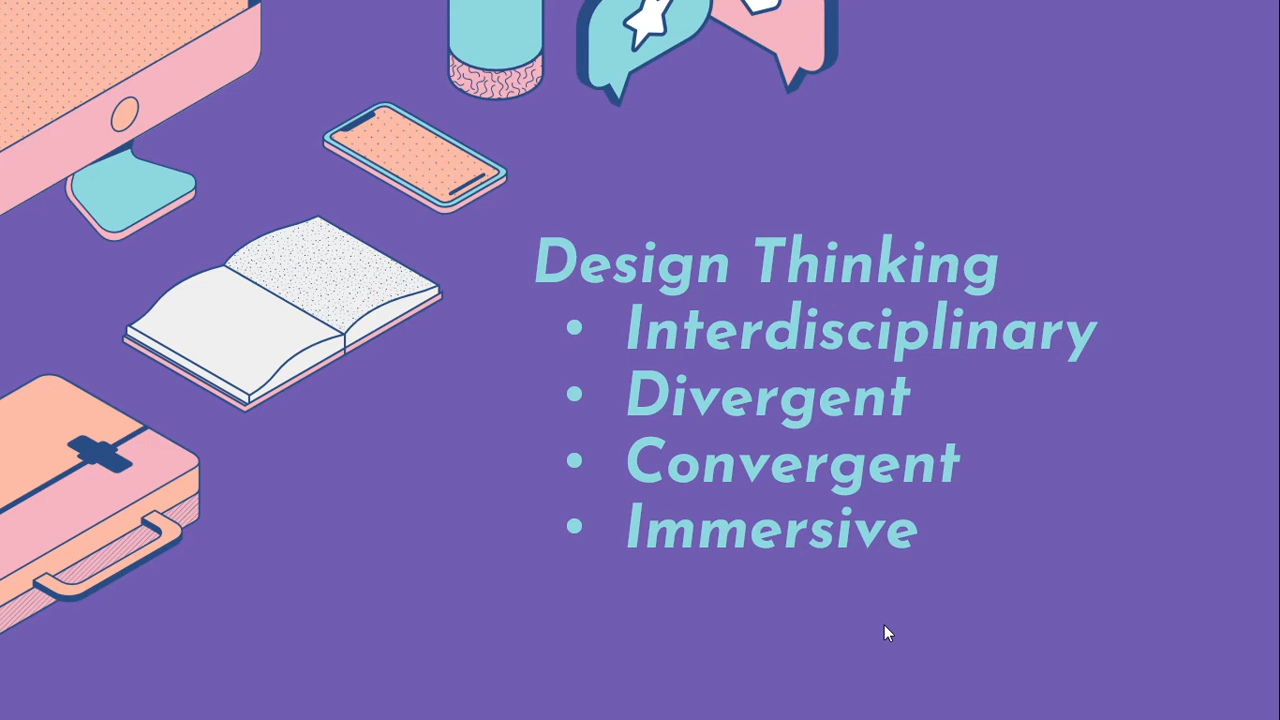 Design Thinking
• Interdisciplinary
• Divergent
• Convergent
• Immersive